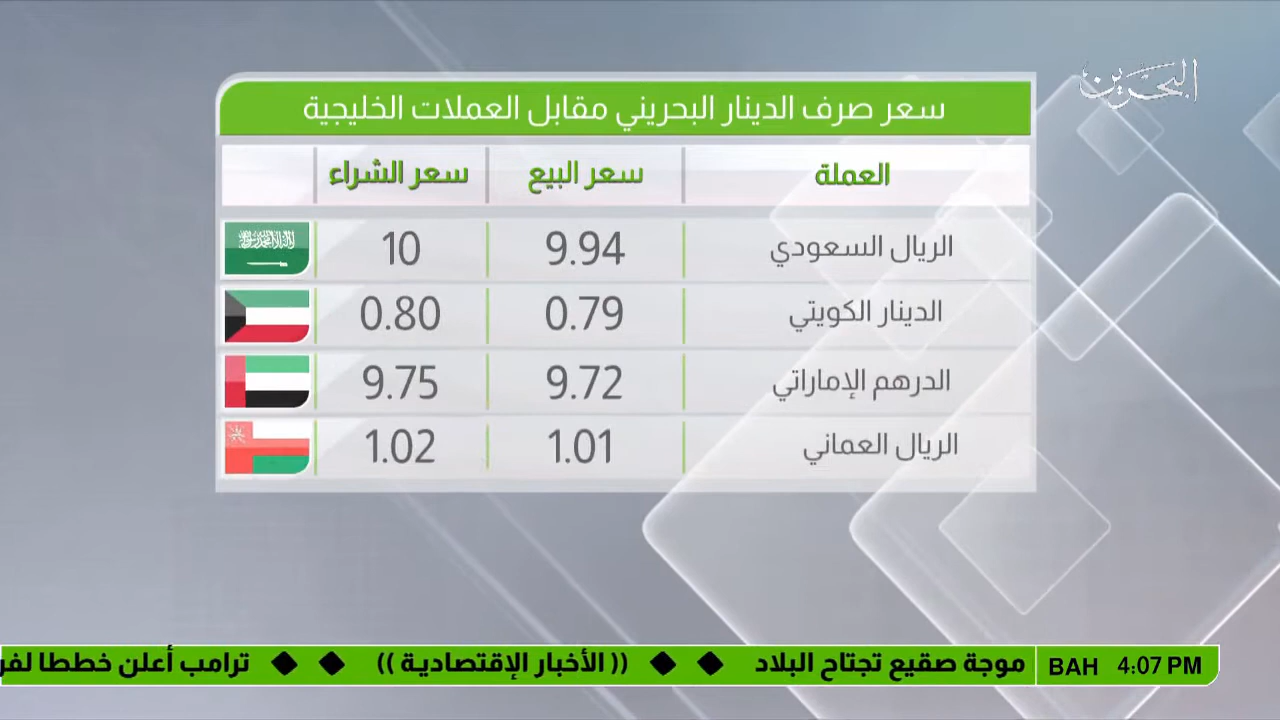 البحرين
سعر صرف الدينار البحريني مقابل العملات الخليجية
العملة سعر البيع سعر الشراء
الريال السعودي 9.94 10
الدينار الكويتي 0.79 0.80
الدرهم الإماراتي 9.72 9.75
الريال العماني 1.01 1.02
BAH 4:07 PM
موجة صقيع تجتاح البلاد ◆ ◆ (( الأخبار الإقتصادية )) ◆ ◆ ترامب أعلن خططا لفر